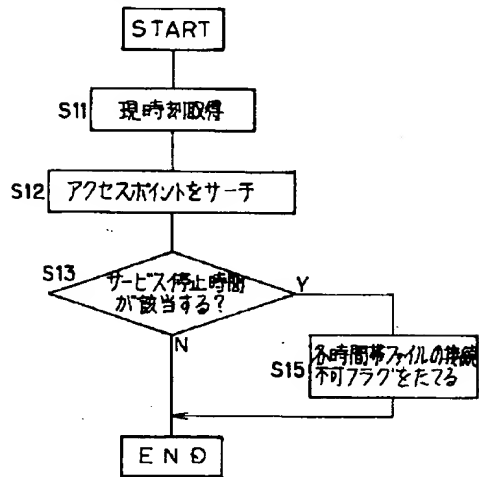 START
S11
現時刻取得
S12
アクセスポイントをサーチ
S13
サービス停止時間
が該当する?
Y
N
S15
各時間帯ファイルの接続
不可フラグをたてる
END